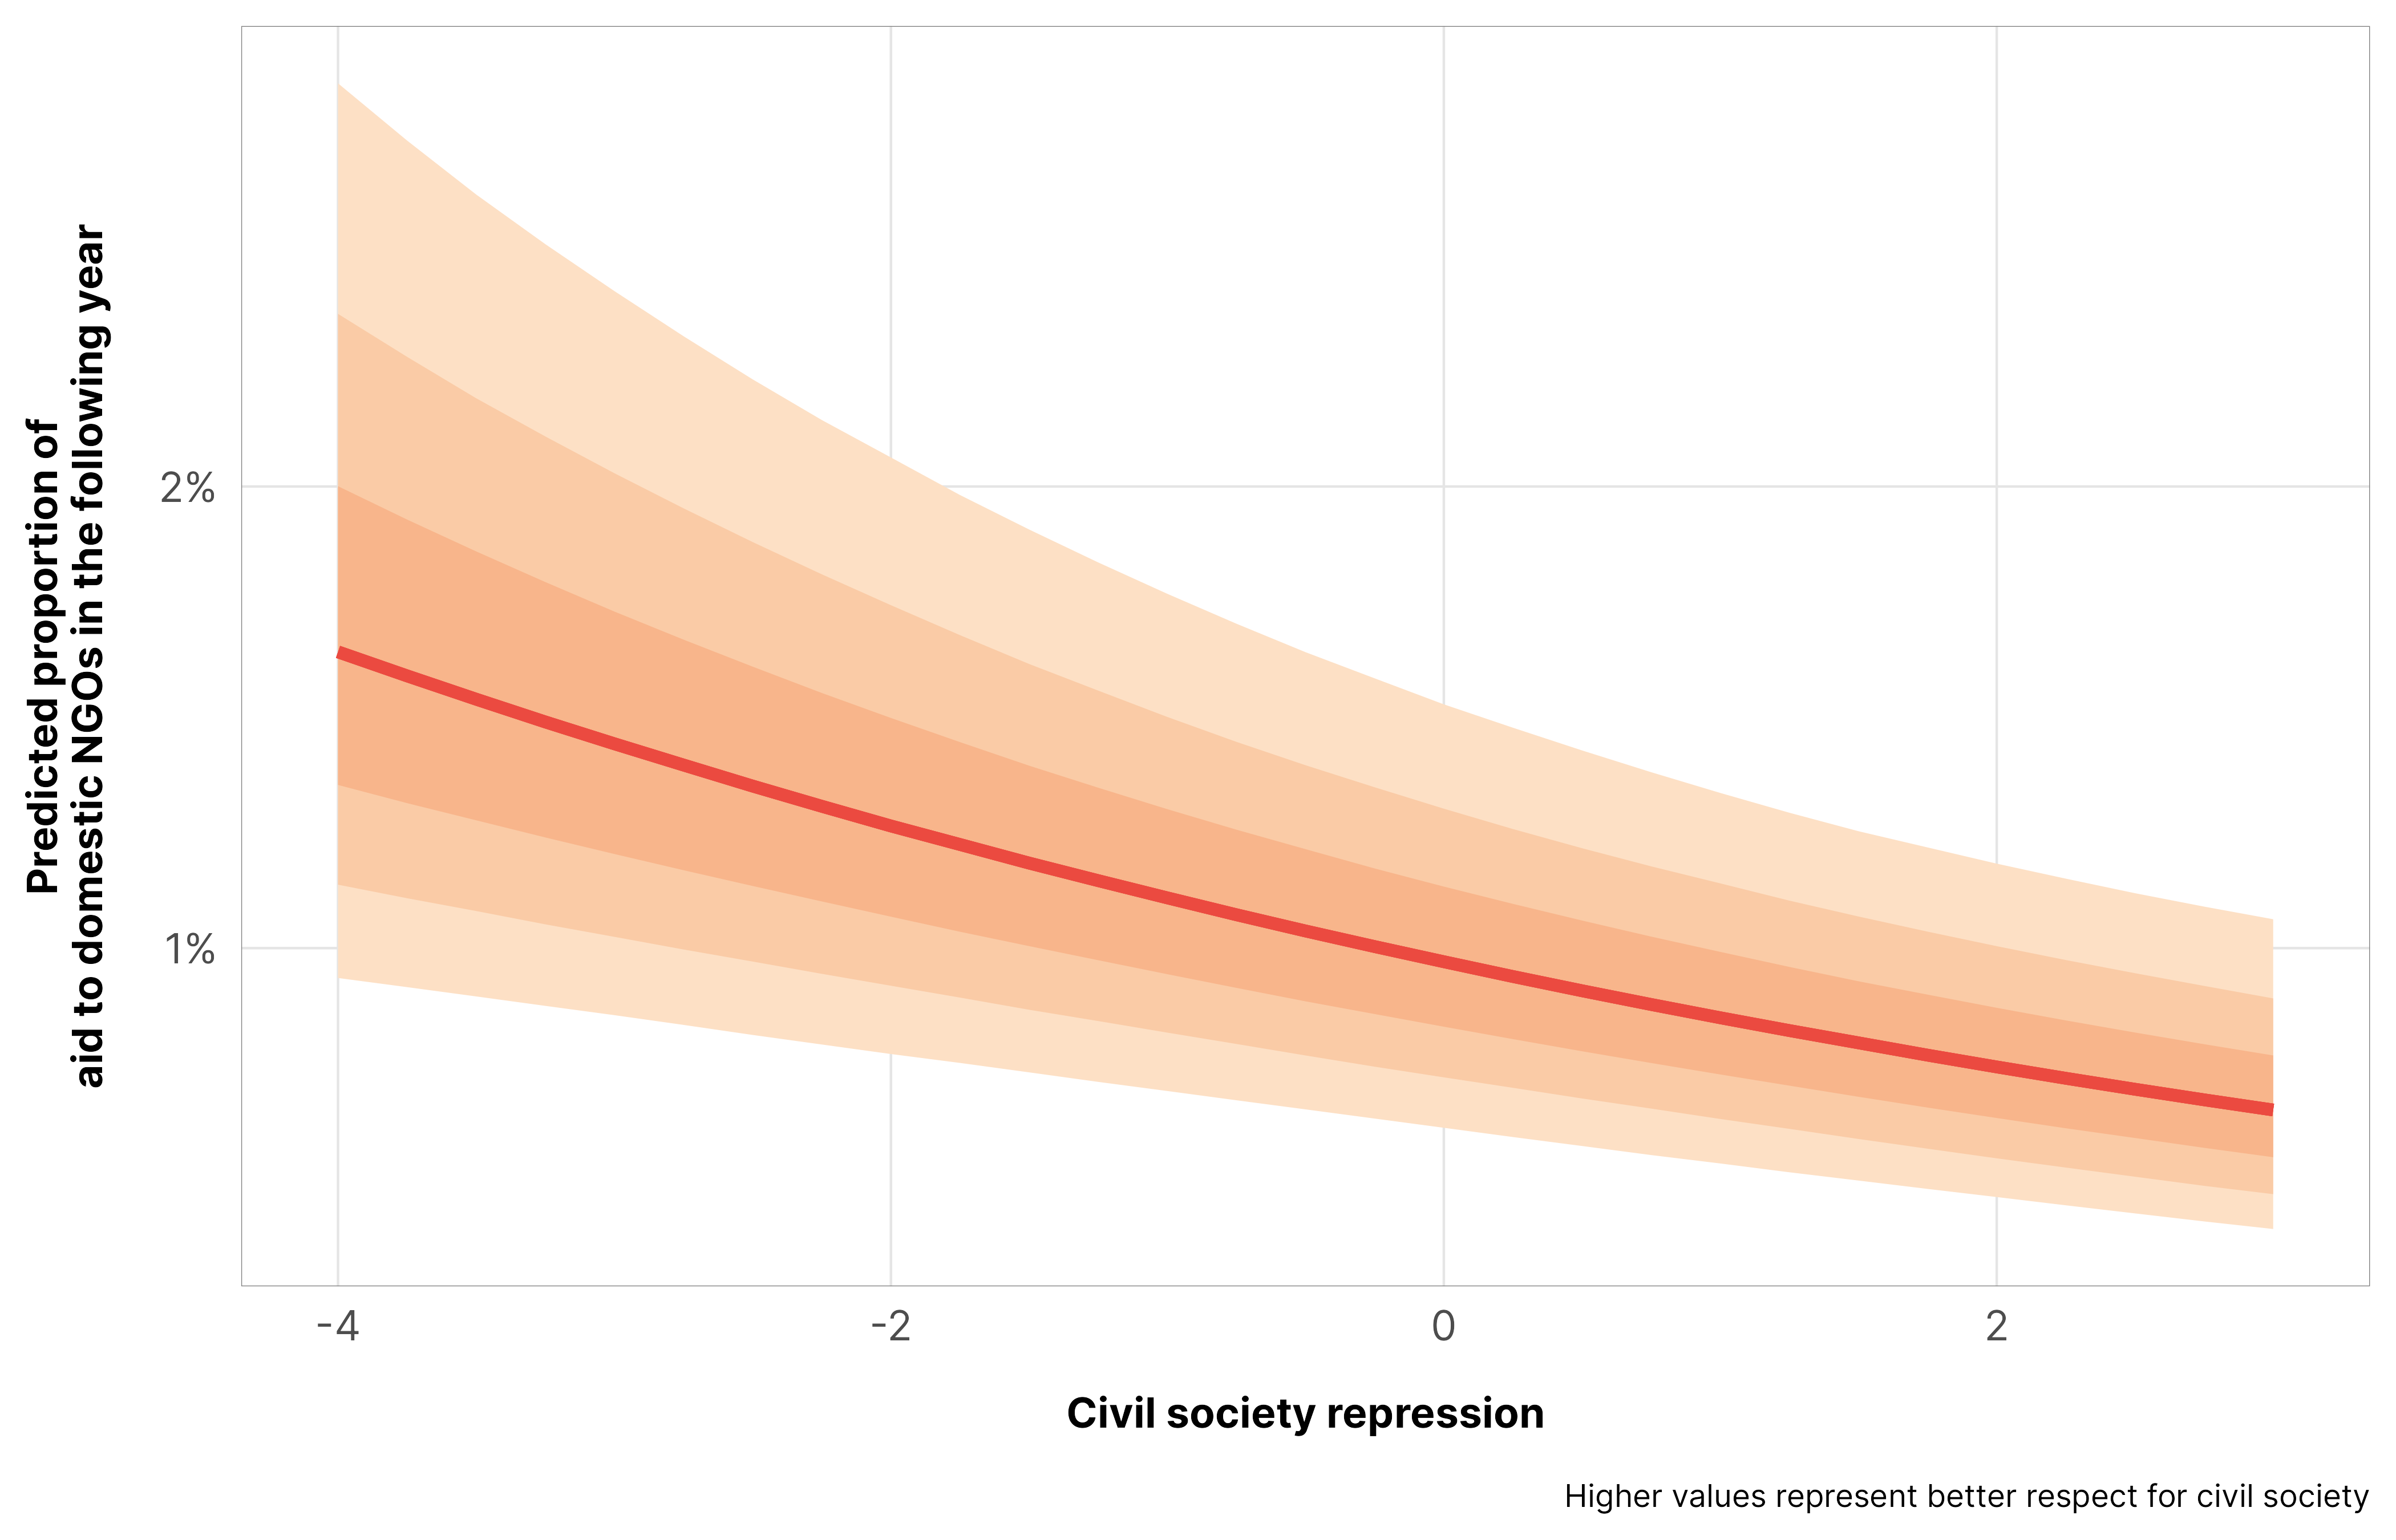 Predicted proportion of
aid to domestic NGOs in the following year
2%
1%
-4
-2
0
2
Civil society repression
Higher values represent better respect for civil society